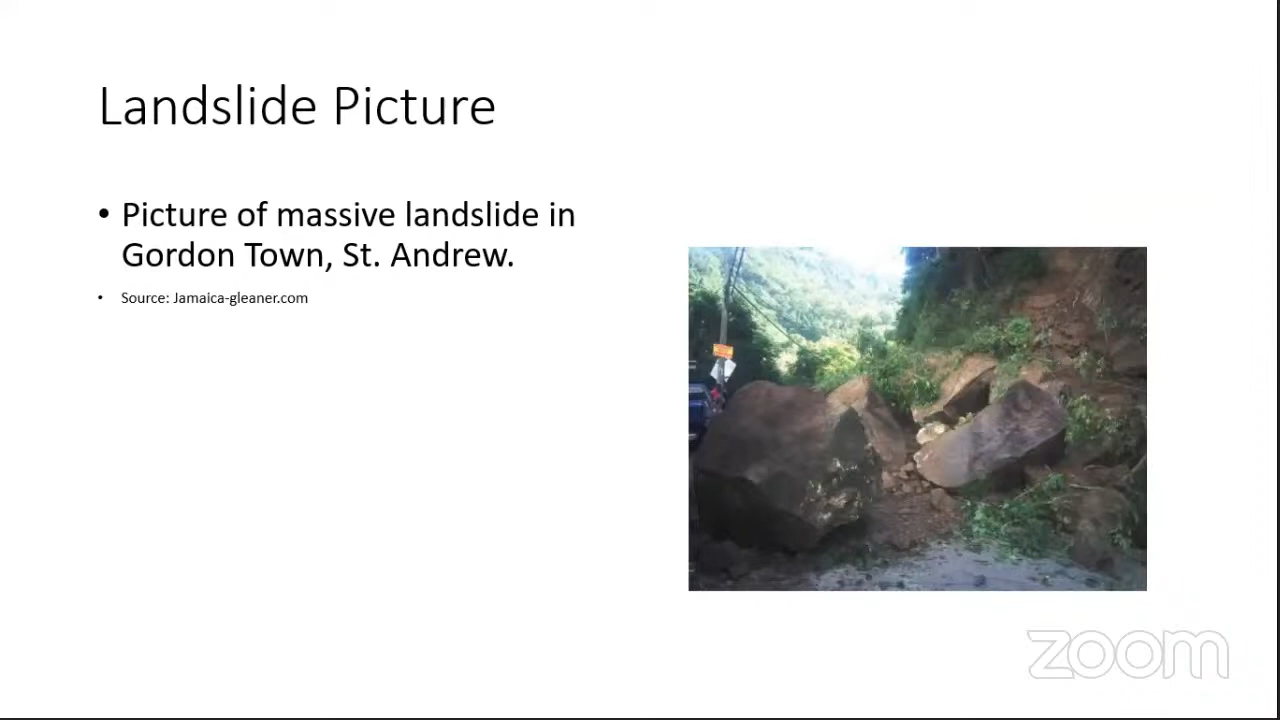 Landslide Picture
• Picture of massive landslide in
Gordon Town, St. Andrew.
• Source: Jamaica-gleaner.com
zoom